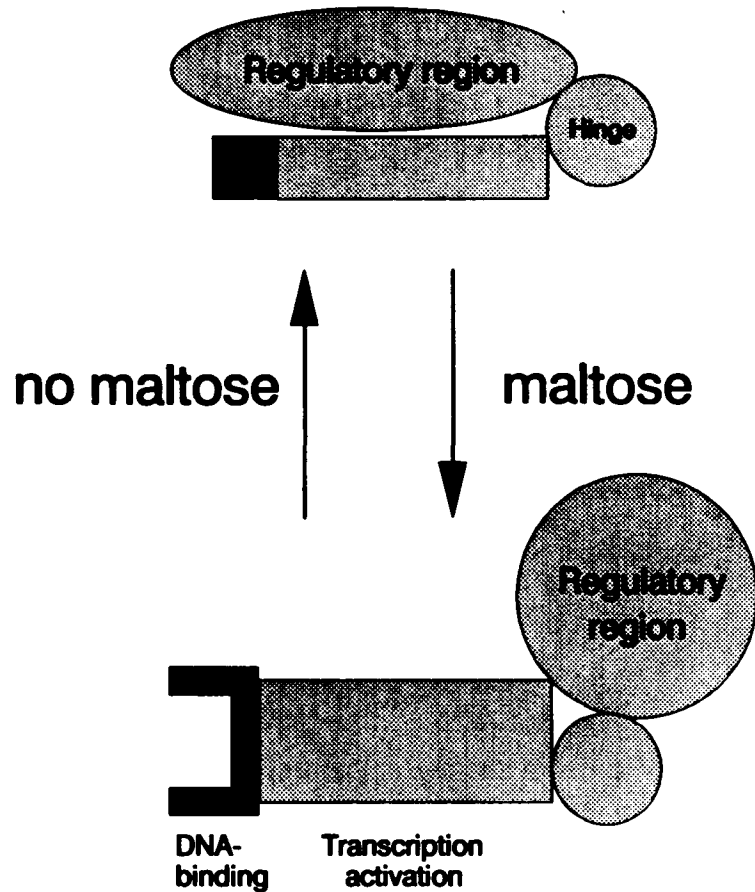 Regulatory region
Hinge
no maltose
maltose
Regulatory
region
DNA-
binding
Transcription
activation